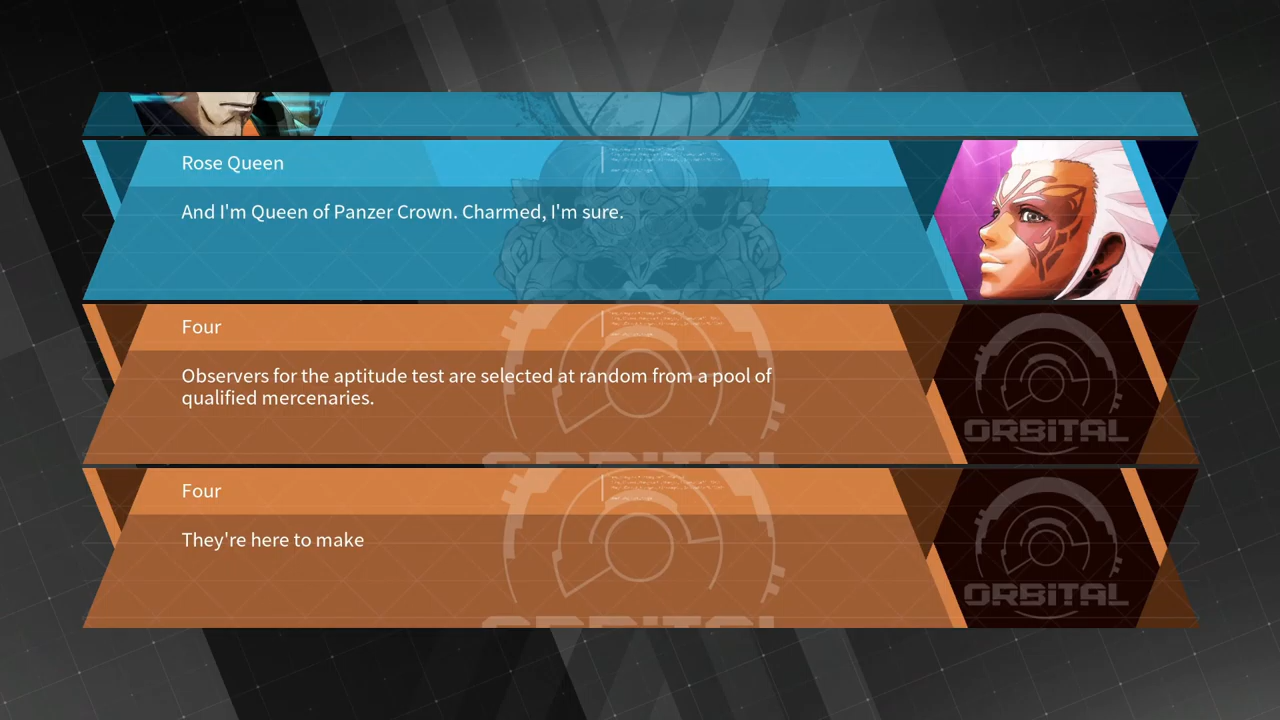 Rose Queen
And I'm Queen of Panzer Crown. Charmed, I'm sure.
Four
Observers for the aptitude test are selected at random from a pool of
qualified mercenaries.
ORBITAL
Four
They're here to make
ORBITAL